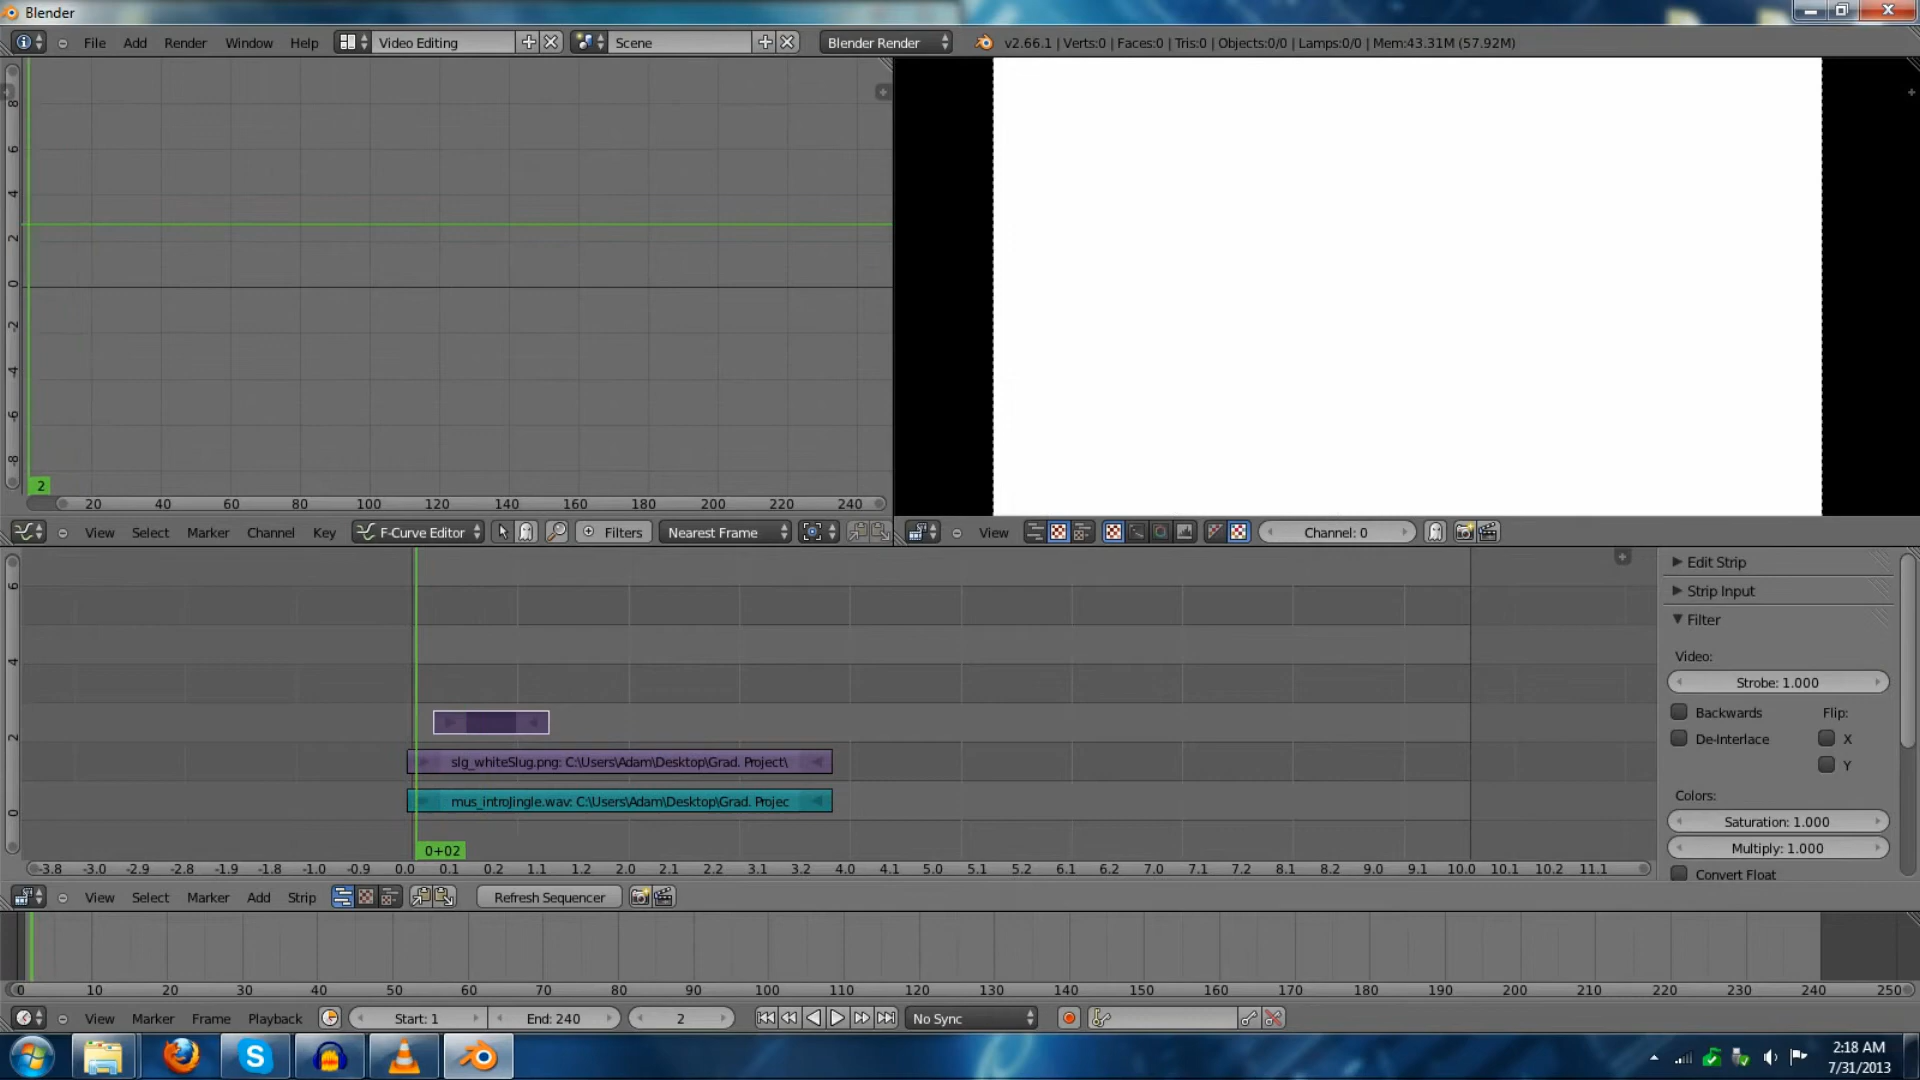 Blender
File Add Render Window Help Video Editing Scene Blender Render v2.66.1 | Verts:0 | Faces:0 | Tris:0 | Objects:0/0 | Lamps:0/0 | Mem:43.31M (57.92M)
8
6
4
2
0
-2
-4
-6
-8
2
20 40 60 80 100 120 140 160 180 200 220 240
View Select Marker Channel Key F-Curve Editor Filters Nearest Frame
View Channel: 0
6
4
2
0
slg_whiteSlug.png: C:\Users\Adam\Desktop\Grad. Project\
mus_introJingle.wav: C:\Users\Adam\Desktop\Grad. Projec
0+02
-3.8 -3.0 -2.9 -1.8 -1.0 -0.9 0.0 0.1 0.2 1.1 1.2 2.0 2.1 3.1 3.2 4.0 4.1 5.0 5.2 6.1 6.2 7.0 7.1 7.2 8.1 8.2 9.0 9.1 10.0 10.1 10.2 11.1
Edit Strip
Strip Input
Filter
Video:
Strobe: 1.000
Backwards Flip:
De-Interlace X
Y
Colors:
Saturation: 1.000
Multiply: 1.000
Convert Float
View Select Marker Add Strip Refresh Sequencer
0 10 20 30 40 50 60 70 80 90 100 110 120 130 140 150 160 170 180 190 200 210 220 230 240 250
View Marker Frame Playback Start: 1 End: 240 2 No Sync
2:18 AM
7/31/2013